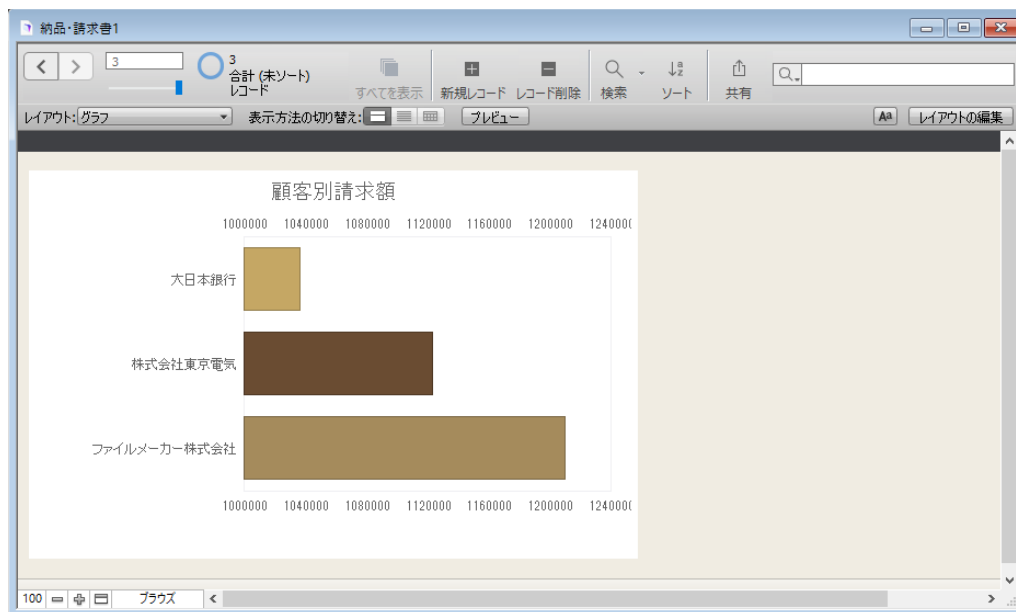 納品・請求書1
3
3
合計 (未ソート)
レコード
すべてを表示
新規レコード
レコード削除
検索
ソート
共有
レイアウト: グラフ
表示方法の切り替え:
プレビュー
Aa
レイアウトの編集
顧客別請求額
1000000 1040000 1080000 1120000 1160000 1200000 124000
大日本銀行
株式会社東京電気
ファイルメーカー株式会社
1000000 1040000 1080000 1120000 1160000 1200000 124000
100
ブラウズ